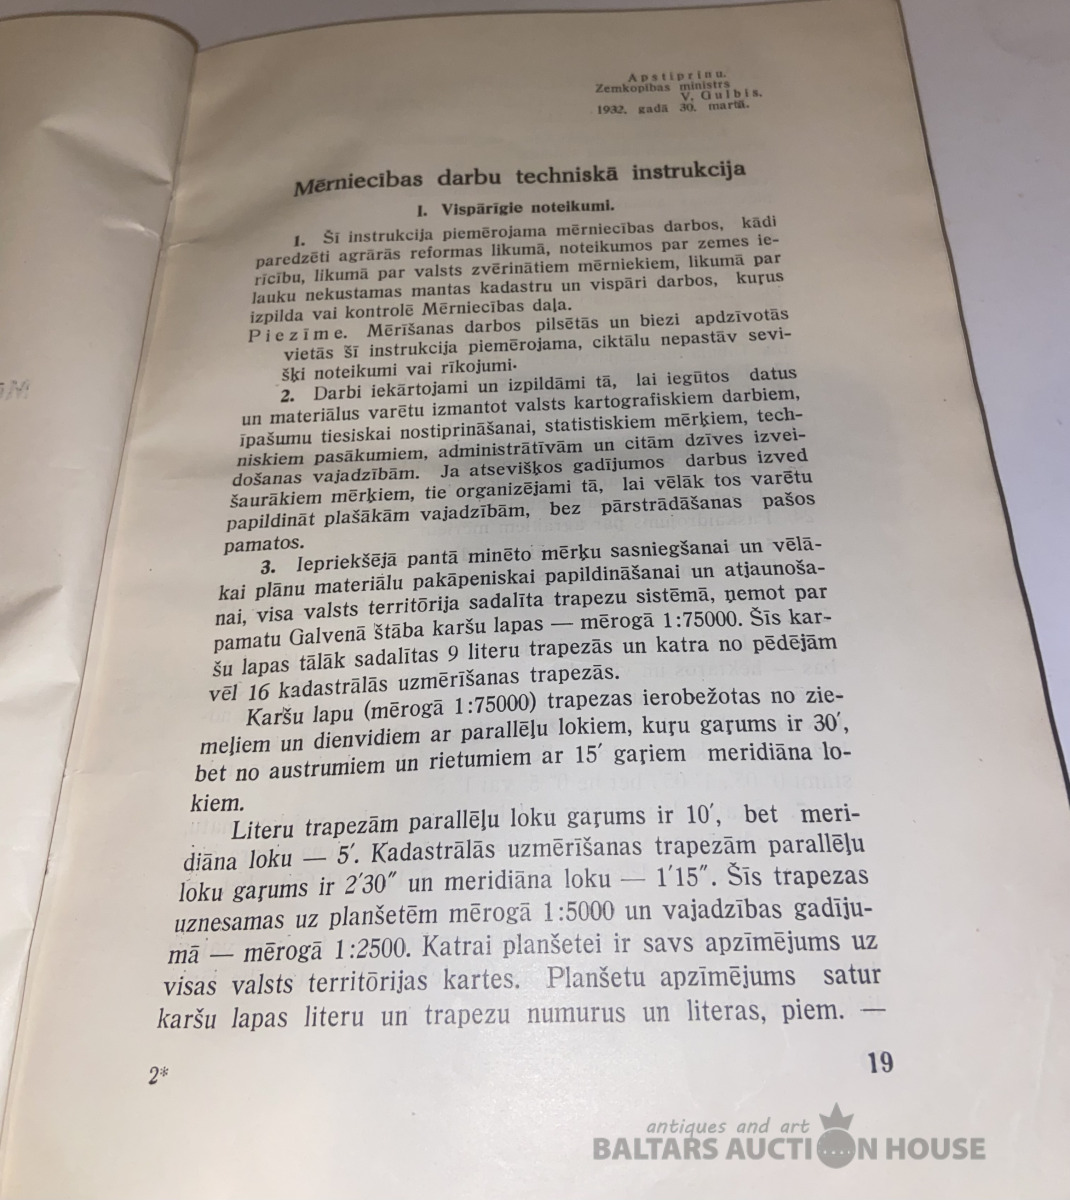 Apstiprinu.
Zemkopības ministrs
V. Gulbis.
1932. gadā 30. martā.
Mērniecības darbu techniskā instrukcija
I. Vispārīgie noteikumi.
1. Šī instrukcija piemērojama mērniecības darbos, kādi
paredzēti agrārās reformas likumā, noteikumos par zemes ie-
rīcību, likumā par valsts zvērinātiem mērniekiem, likumā par
lauku nekustamas mantas kadastru un vispāri darbos, kuŗus
izpilda vai kontrolē Mērniecības daļa.
Piezīme. Mērīšanas darbos pilsētās un biezi apdzīvotās
vietās šī instrukcija piemērojama, ciktālu nepastāv sevi-
šķi noteikumi vai rīkojumi.
2. Darbi iekārtojami un izpildāmi tā, lai iegūtos datus
un materiālus varētu izmantot valsts kartografiskiem darbiem,
īpašumu tiesiskai nostiprināšanai, statistiskiem mērķiem, tech-
niskiem pasākumiem, administrātīvām un citām dzīves izvei-
došanas vajadzībām. Ja atsevišķos gadījumos darbus izved
šaurākiem mērķiem, tie organizējami tā, lai vēlāk tos varētu
papildināt plašākām vajadzībām, bez pārstrādāšanas pašos
pamatos.
3. Iepriekšējā pantā minēto mērķu sasniegšanai un vēlā-
kai plānu materiālu pakāpeniskai papildināšanai un atjaunoša-
nai, visa valsts territōrija sadalīta trapezu sistēmā, ņemot par
pamatu Galvenā štāba karšu lapas — mērogā 1:75000. Šīs kar-
šu lapas tālāk sadalītas 9 literu trapezās un katra no pēdējām
vēl 16 kadastrālās uzmērīšanas trapezās.
Karšu lapu (mērogā 1:75000) trapezas ierobežotas no zie-
meļiem un dienvidiem ar parallēļu lokiem, kuŗu gaŗums ir 30′,
bet no austrumiem un rietumiem ar 15′ gaŗiem meridiāna lo-
kiem.
Literu trapezām parallēļu loku gaŗums ir 10′, bet meri-
diāna loku — 5′. Kadastrālās uzmērīšanas trapezām parallēļu
loku gaŗums ir 2′30″ un meridiāna loku — 1′15″. Šīs trapezas
uznesamas uz planšetēm mērogā 1:5000 un vajadzības gadīju-
mā — mērogā 1:2500. Katrai planšetei ir savs apzīmējums uz
visas valsts territōrijas kartes. Planšetu apzīmējums satur
karšu lapas literu un trapezu numurus un literas, piem. —
2*
19
antiques and art
BALTARS AUCTION HOUSE